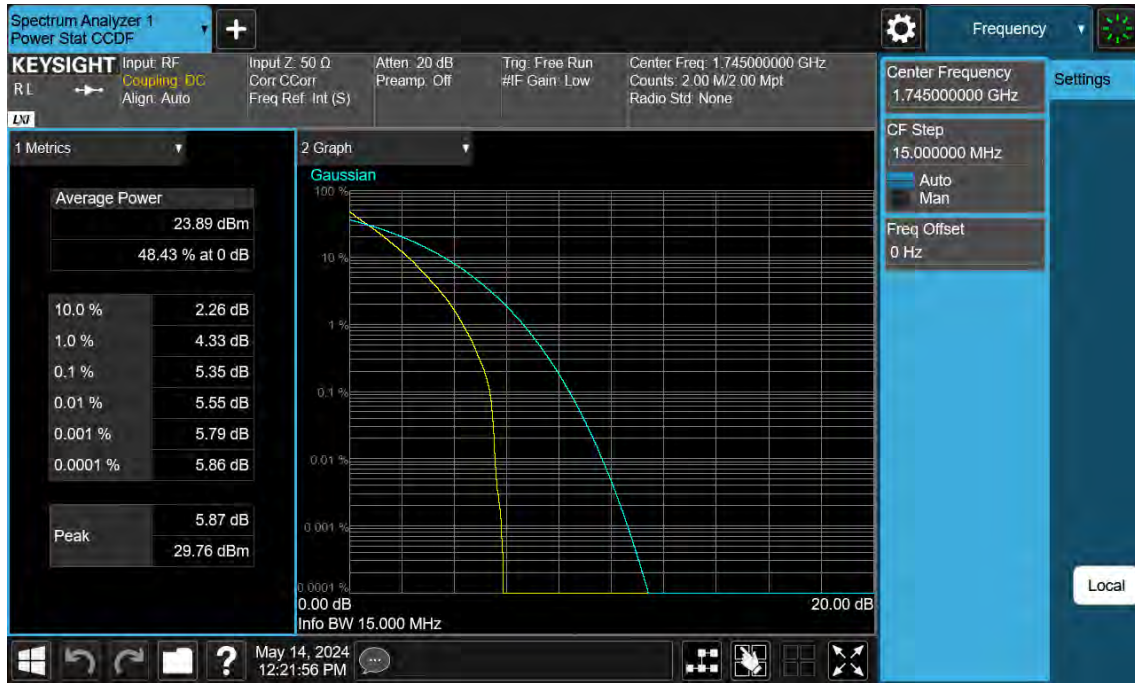 Spectrum Analyzer 1
Power Stat CCDF
Frequency
KEYSIGHT
R L
LXI
Input: RF
Coupling: DC
Align: Auto
Input Z: 50 Ω
Corr CCorr
Freq Ref: Int (S)
Atten: 20 dB
Preamp: Off
Trig: Free Run
#IF Gain: Low
Center Freq: 1.745000000 GHz
Counts: 2.00 M/2.00 Mpt
Radio Std: None
Center Frequency
1.745000000 GHz
Settings
CF Step
15.000000 MHz
Auto
Man
Freq Offset
0 Hz
Local
1 Metrics
Average Power
23.89 dBm
48.43 % at 0 dB
10.0 % 2.26 dB
1.0 % 4.33 dB
0.1 % 5.35 dB
0.01 % 5.55 dB
0.001 % 5.79 dB
0.0001 % 5.86 dB
Peak
5.87 dB
29.76 dBm
2 Graph
Gaussian
100 %
10 %
1 %
0.1 %
0.01 %
0.001 %
0.0001 %
0.00 dB 20.00 dB
Info BW 15.000 MHz
?
May 14, 2024
12:21:56 PM